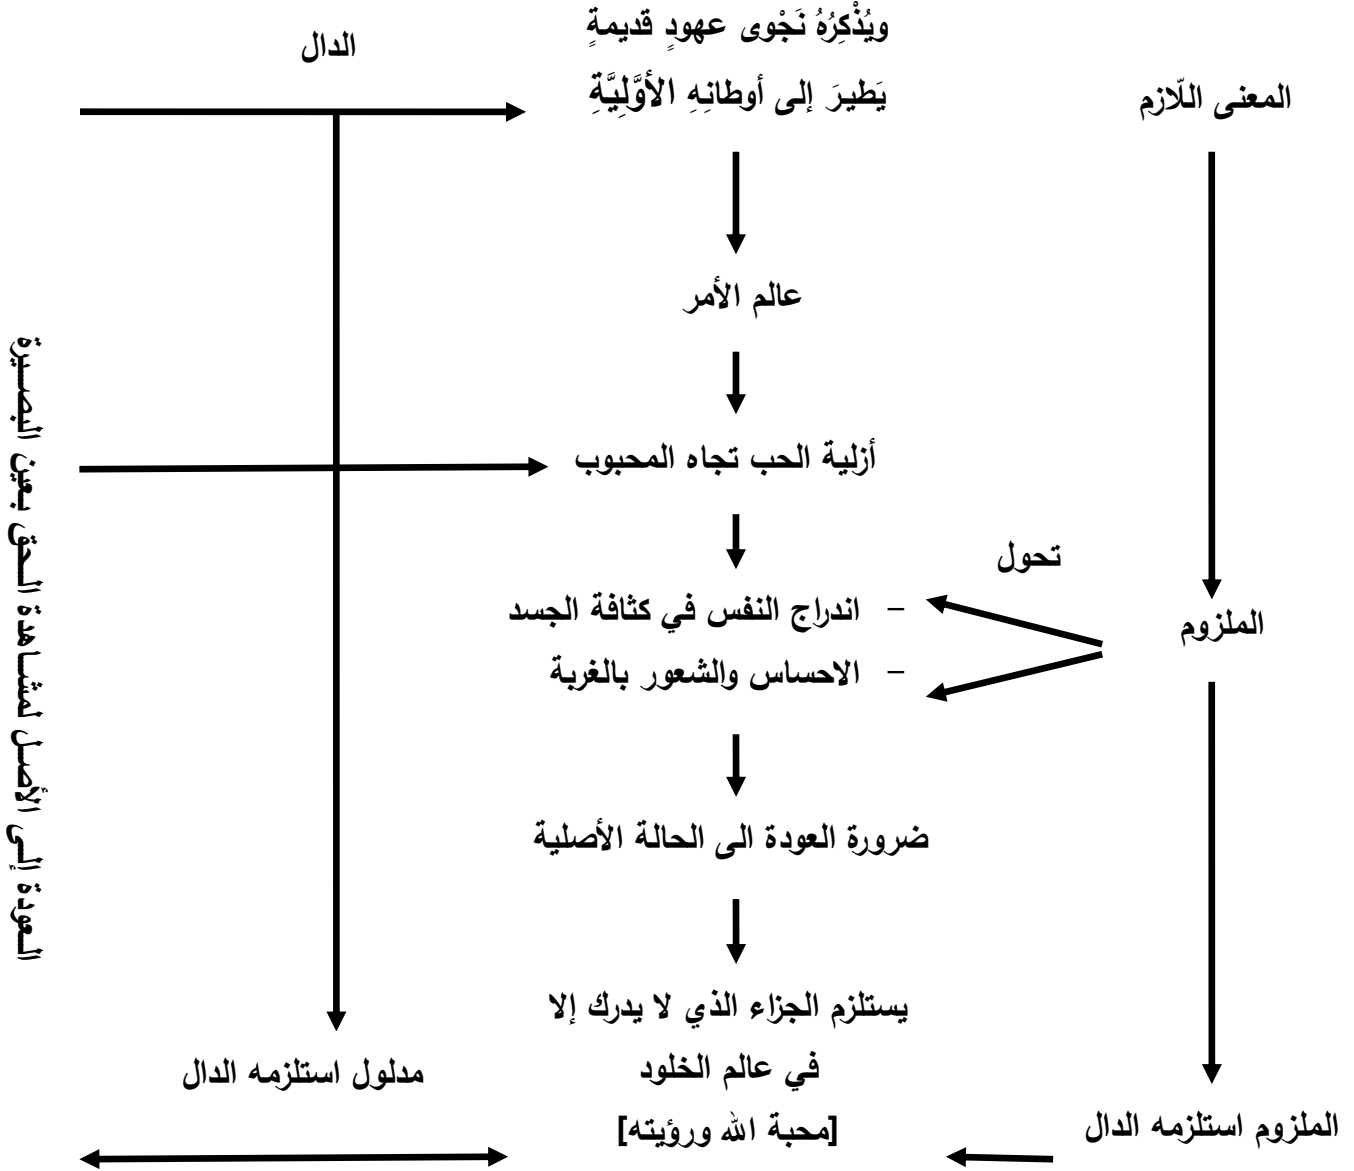 ويُذْكِرُهُ نَجْوى عهودٍ قديمةٍ
الدال
يَطيرَ إلى أوطانِهِ الأوَّلِيَّةِ
المعنى اللّازم
عالم الأمر
أزلية الحب تجاه المحبوب
تحول
- اندراج النفس في كثافة الجسد
الملزوم
- الاحساس والشعور بالغربة
ضرورة العودة الى الحالة الأصلية
يستلزم الجزاء الذي لا يدرك إلا
في عالم الخلود
مدلول استلزمه الدال
[محبة الله ورؤيته]
الملزوم استلزمه الدال
العودة إلى الأصل لمشاهدة الحق بعين البصيرة